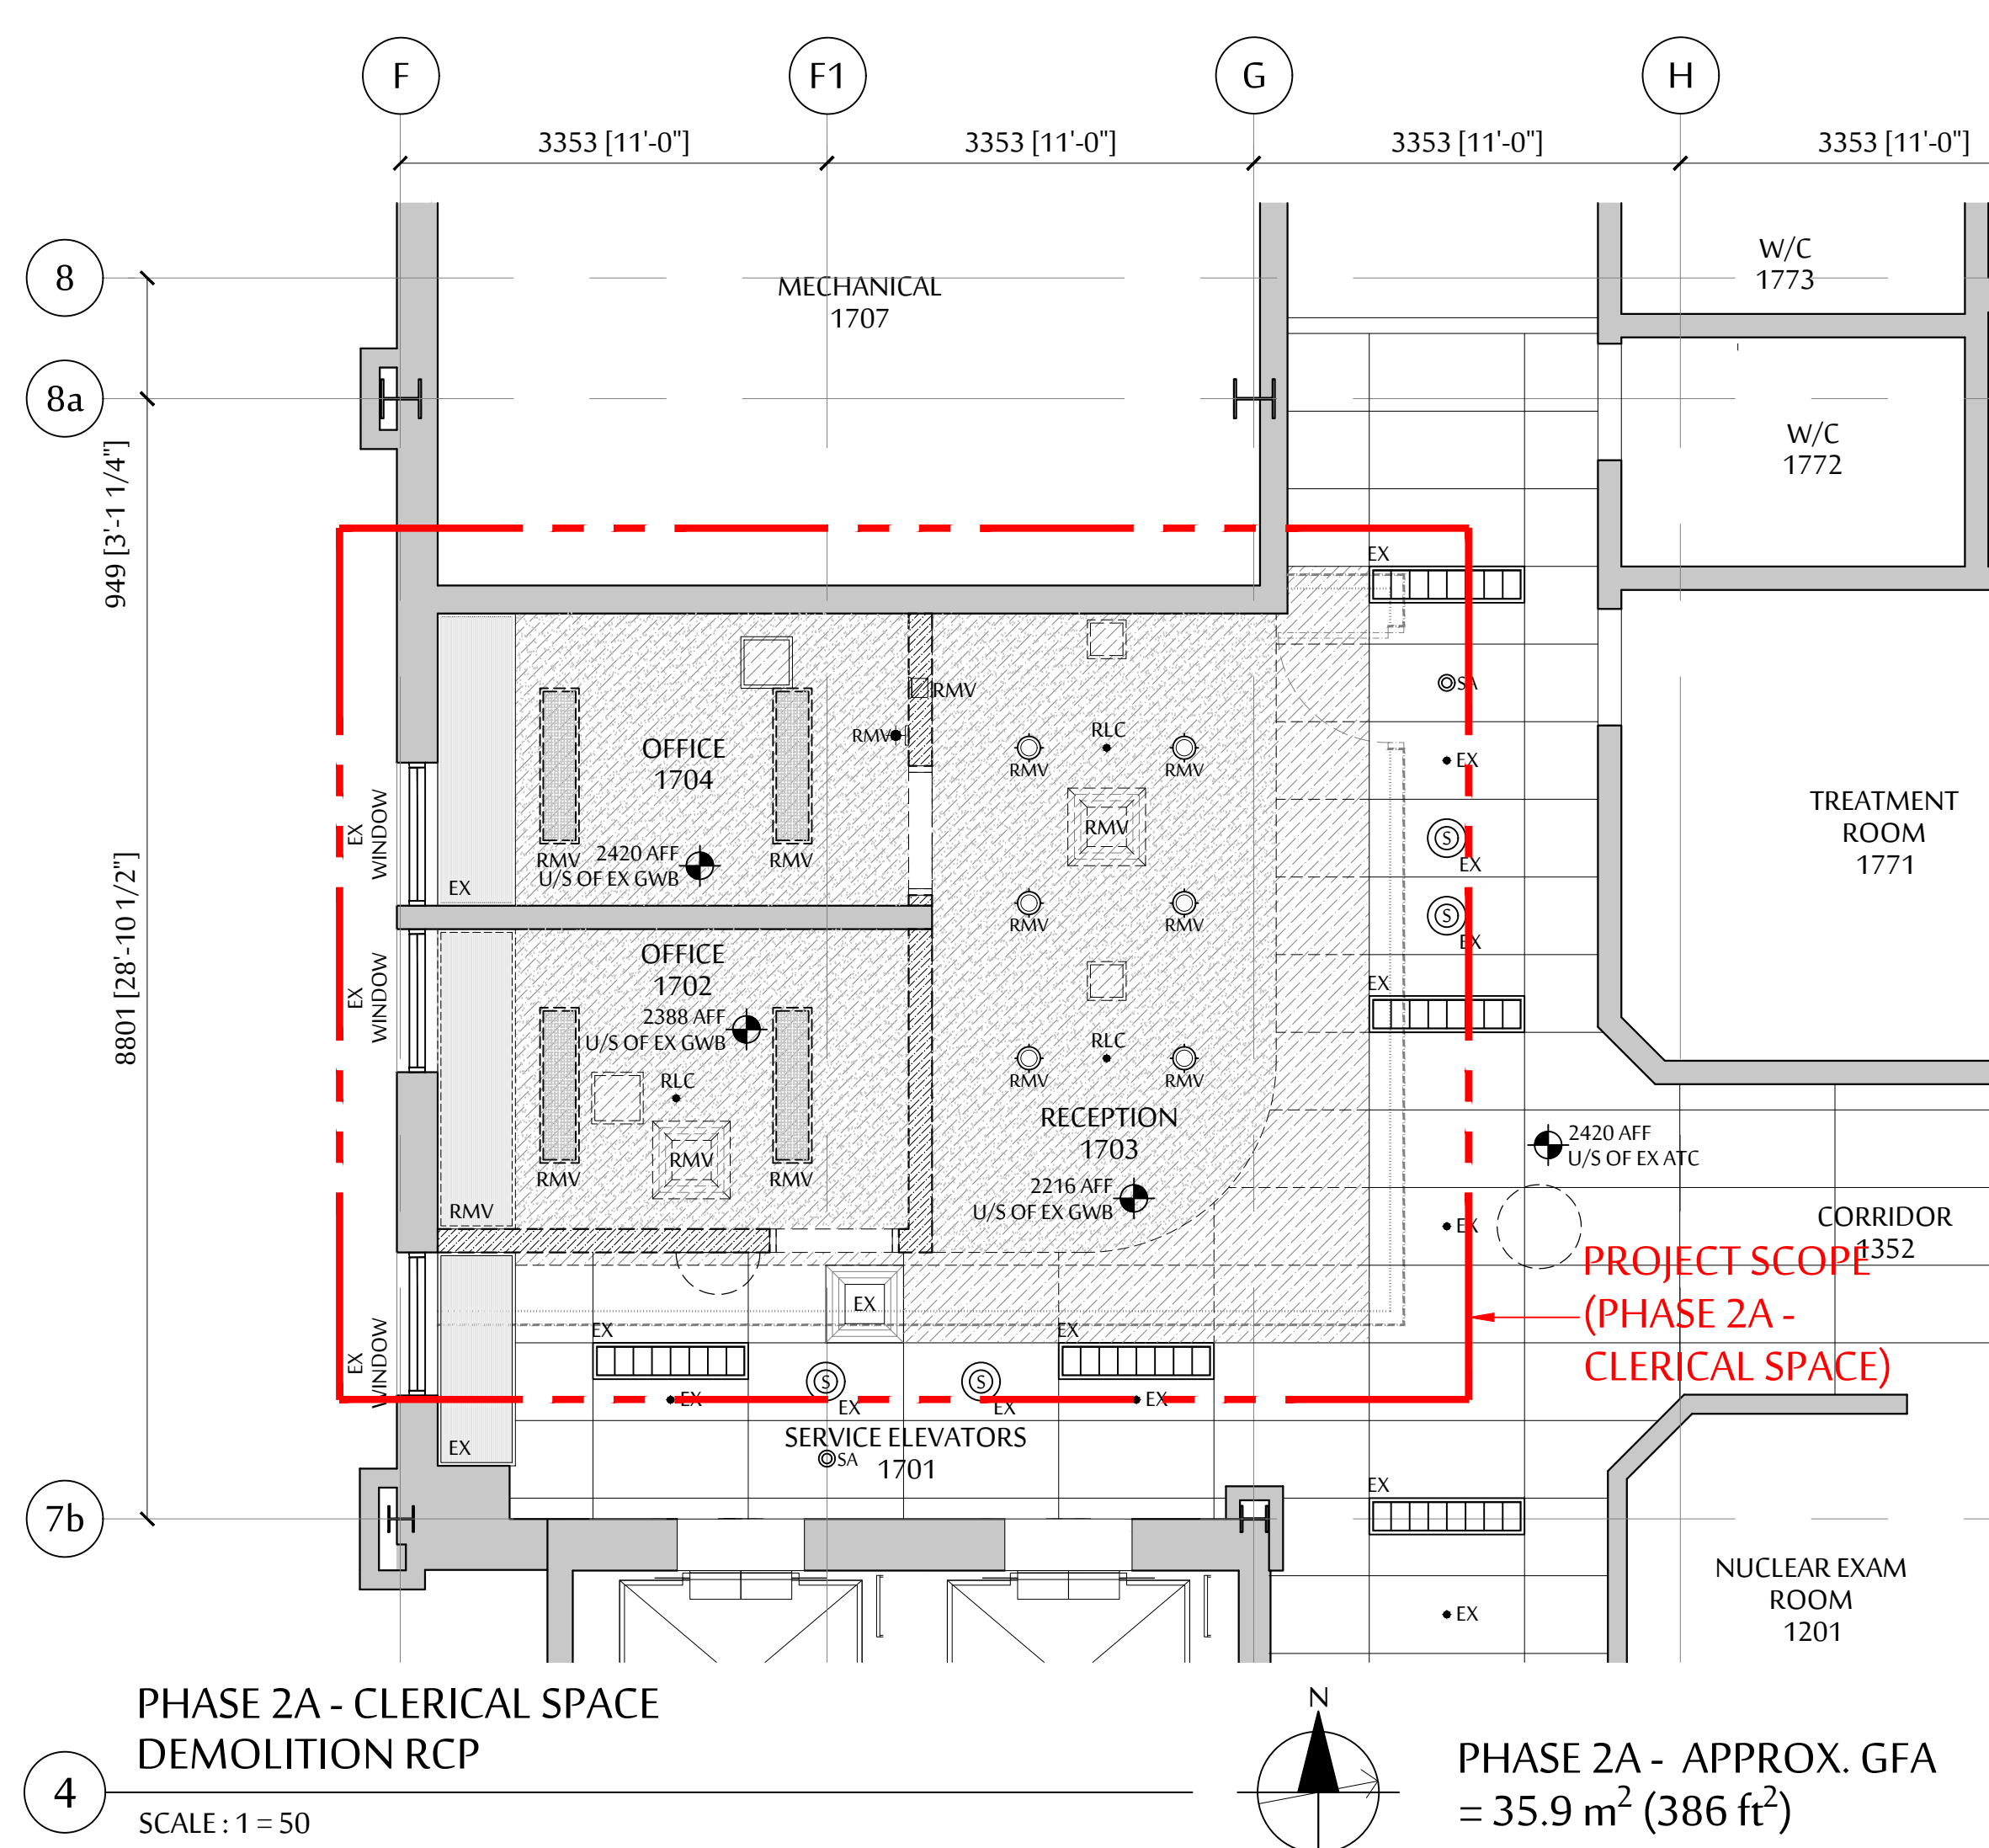 F
F1
G
H
3353 [11'-0"]
3353 [11'-0"]
3353 [11'-0"]
3353 [11'-0"]
8
8a
7b
949 [3'-1 1/4"]
8801 [28'-10 1/2"]
MECHANICAL
1707
W/C
1773
W/C
1772
EX
SA
EX
S
EX
S
EX
EX
TREATMENT
ROOM
1771
RMV
RMV
OFFICE
1704
RMV
2420 AFF
U/S OF EX GWB
RMV
EX
EX
WINDOW
RLC
RMV
RMV
RMV
RMV
RMV
RLC
RMV
RMV
RECEPTION
1703
2216 AFF
U/S OF EX GWB
EX
WINDOW
OFFICE
1702
2388 AFF
U/S OF EX GWB
RLC
RMV
RMV
RMV
RMV
2420 AFF
U/S OF EX ATC
EX
CORRIDOR
1352
PROJECT SCOPE
(PHASE 2A -
CLERICAL SPACE)
EX
WINDOW
EX
EX
EX
EX
S
EX
S
EX
EX
EX
SERVICE ELEVATORS
1701
SA
EX
EX
NUCLEAR EXAM
ROOM
1201
PHASE 2A - CLERICAL SPACE
DEMOLITION RCP
4
SCALE : 1 = 50
N
PHASE 2A - APPROX. GFA
= 35.9 m² (386 ft²)